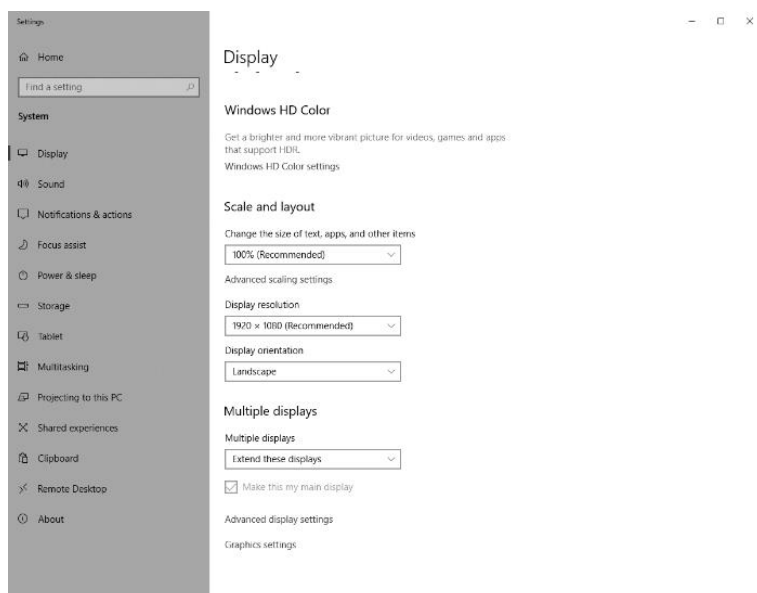 Settings
Home
Find a setting
System
Display
Sound
Notifications & actions
Focus assist
Power & sleep
Storage
Tablet
Multitasking
Projecting to this PC
Shared experiences
Clipboard
Remote Desktop
About
Display
Windows HD Color
Get a brighter and more vibrant picture for videos, games and apps
that support HDR.
Windows HD Color settings
Scale and layout
Change the size of text, apps, and other items
100% (Recommended)
Advanced scaling settings
Display resolution
1920 × 1080 (Recommended)
Display orientation
Landscape
Multiple displays
Multiple displays
Extend these displays
Make this my main display
Advanced display settings
Graphics settings